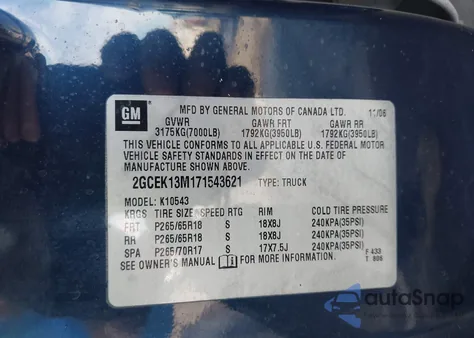 GM
MFD BY GENERAL MOTORS OF CANADA LTD. 11/06
GVWR GAWR FRT GAWR RR
3175KG(7000LB) 1792KG(3950LB) 1792KG(3950LB)
THIS VEHICLE CONFORMS TO ALL APPLICABLE U.S. FEDERAL MOTOR
VEHICLE SAFETY STANDARDS IN EFFECT ON THE DATE OF
MANUFACTURE SHOWN ABOVE.
2GCEK13M171543621 TYPE: TRUCK
MODEL: K10543
KRGS TIRE SIZE SPEED RTG RIM COLD TIRE PRESSURE
FRT P265/65R18 S 18X8J 240KPA(35PSI)
RR P265/65R18 S 18X8J 240KPA(35PSI)
SPA P265/70R17 S 17X7.5J 240KPA(35PSI)
SEE OWNER'S MANUAL FOR MORE INFORMATION.
F 433
T
autoSnap